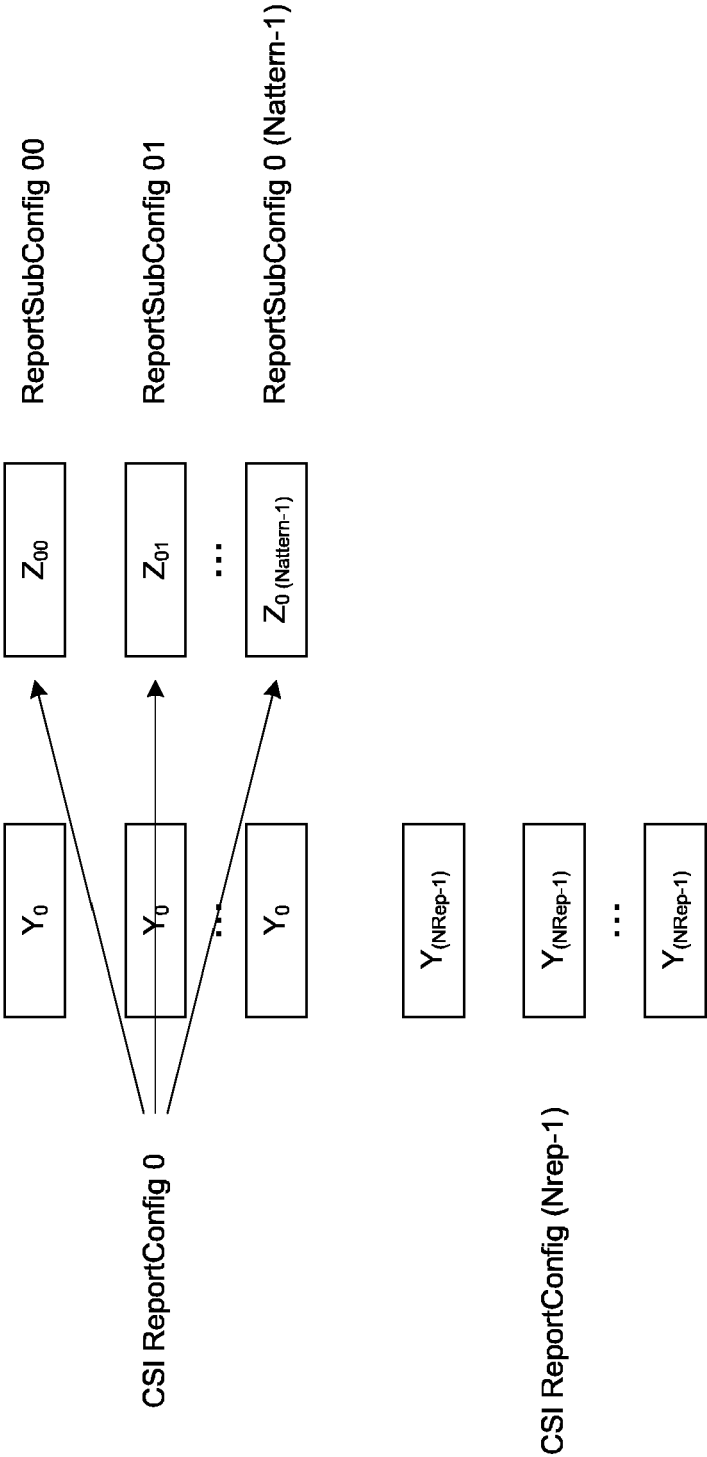 Y₀ Z₀₀ ReportSubConfig 00
CSI ReportConfig 0 Y₀ Z₀₁ ReportSubConfig 01
... ...
Y₀ Z₀ (Nattern-1) ReportSubConfig 0 (Nattern-1)
Y(NRep-1)
CSI ReportConfig (Nrep-1) Y(NRep-1)
...
Y(NRep-1)